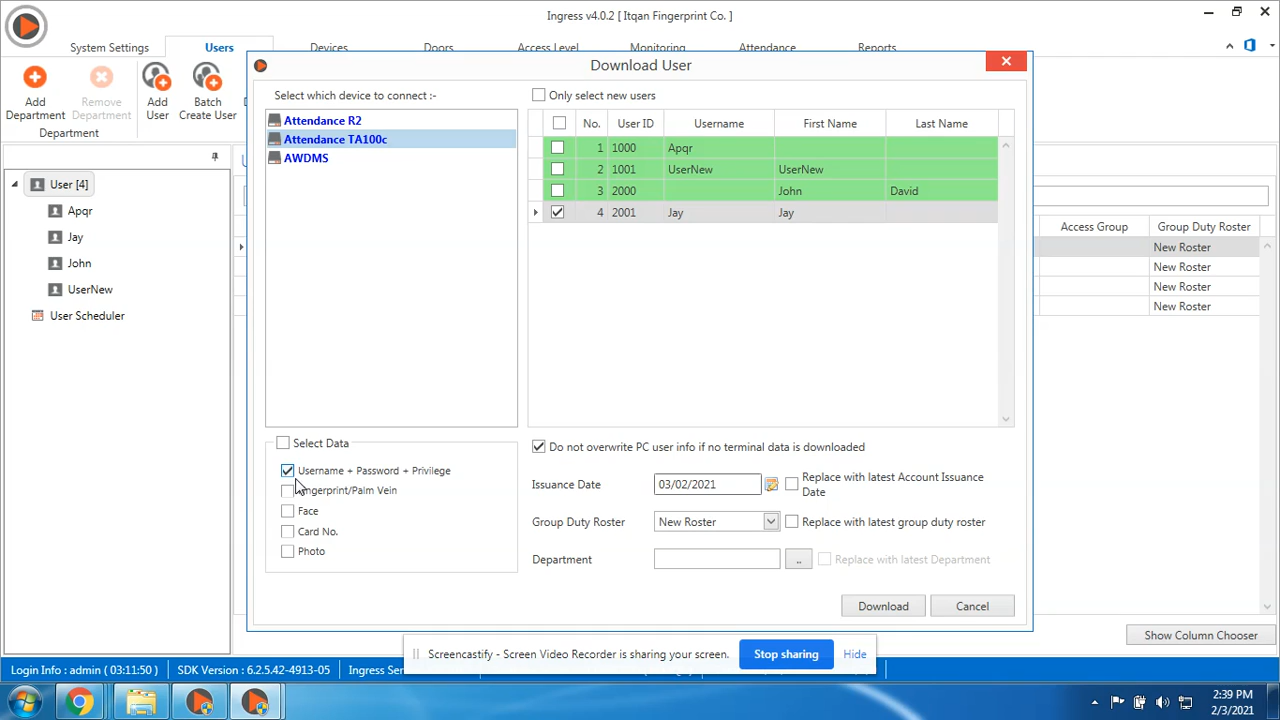 Ingress v4.0.2 [ Itqan Fingerprint Co. ]
System Settings Users Devices Doors Access Level Monitoring Attendance Reports
Add Department
Remove Department
Add User
Batch Create User
Department
Download User
Select which device to connect :-
Only select new users
Attendance R2
Attendance TA100c
AWDMS
No. User ID Username First Name Last Name
1 1000 Apqr
2 1001 UserNew UserNew
3 2000 John David
4 2001 Jay Jay
User [4]
Apqr
Jay
John
UserNew
User Scheduler
Access Group Group Duty Roster
New Roster
New Roster
New Roster
New Roster
Select Data
Username + Password + Privilege
Fingerprint/Palm Vein
Face
Card No.
Photo
Do not overwrite PC user info if no terminal data is downloaded
Issuance Date 03/02/2021 Replace with latest Account Issuance
Date
Group Duty Roster New Roster Replace with latest group duty roster
Department .. Replace with latest Department
Download Cancel
Show Column Chooser
Screencastify - Screen Video Recorder is sharing your screen. Stop sharing Hide
Login Info : admin ( 03:11:50 ) SDK Version : 6.2.5.42-4913-05 Ingress Ser
2:39 PM
2/3/2021